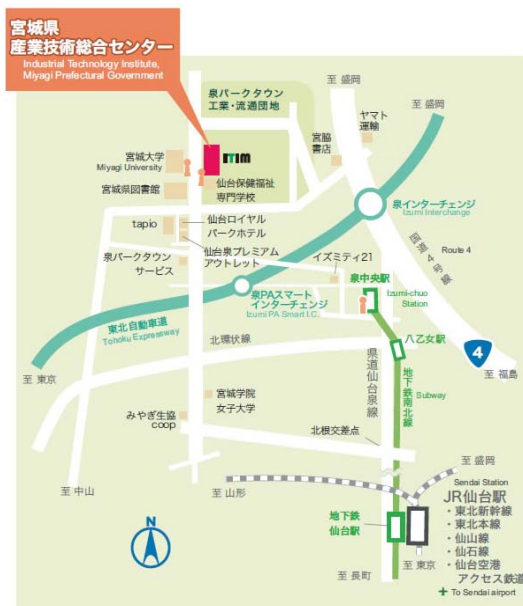 宮城県
産業技術総合センター
Industrial Technology Institute,
Miyagi Prefectural Government
至 盛岡
至 盛岡
泉パークタウン
工業・流通団地
ヤマト
運輸
宮脇
書店
宮城大学
Miyagi University
ITIM
宮城県図書館
仙台保健福祉
専門学校
泉インターチェンジ
Izumi Interchange
tapio
仙台ロイヤル
パークホテル
仙台泉プレミアム
アウトレット
国道4号線
Route 4
泉パークタウン
サービス
イズミティ21
泉中央駅
Izumi-chuo
Station
泉PAスマート
インターチェンジ
Izumi PA Smart I.C.
東北自動車道
Tohoku Expressway
北環状線
八乙女駅
4
至 東京
県道仙台泉線
地下鉄南北線
Subway
至 福島
宮城学院
女子大学
みやぎ生協
coop
北根交差点
至 盛岡
至 中山
至 山形
Sendai Station
JR仙台駅
・東北新幹線
・東北本線
・仙山線
・仙石線
・仙台空港
アクセス鉄道
To Sendai airport
地下鉄
仙台駅
N
至 東京
至 長町